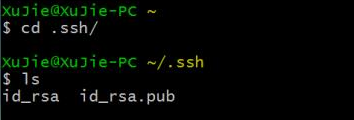 XuJie@XuJie-PC ~
$ cd .ssh/
XuJie@XuJie-PC ~/.ssh
$ ls
id_rsa  id_rsa.pub